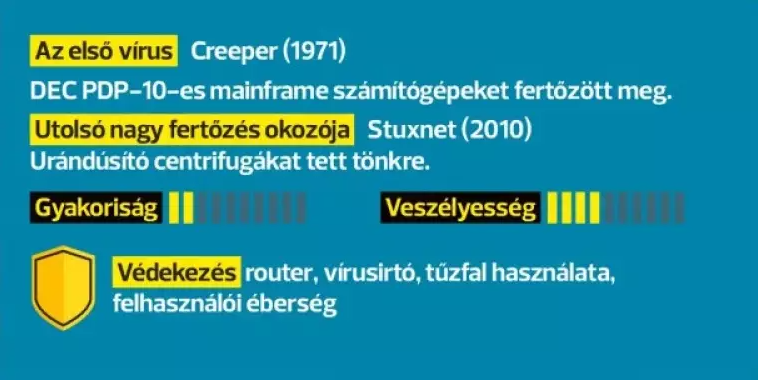 Az első vírus Creeper (1971)
DEC PDP-10-es mainframe számítógépeket fertőzött meg.
Utolsó nagy fertőzés okozója Stuxnet (2010)
Urándúsító centrifugákat tett tönkre.
Gyakoriság Veszélyesség
Védekezés router, vírusirtó, tűzfal használata,
felhasználói éberség